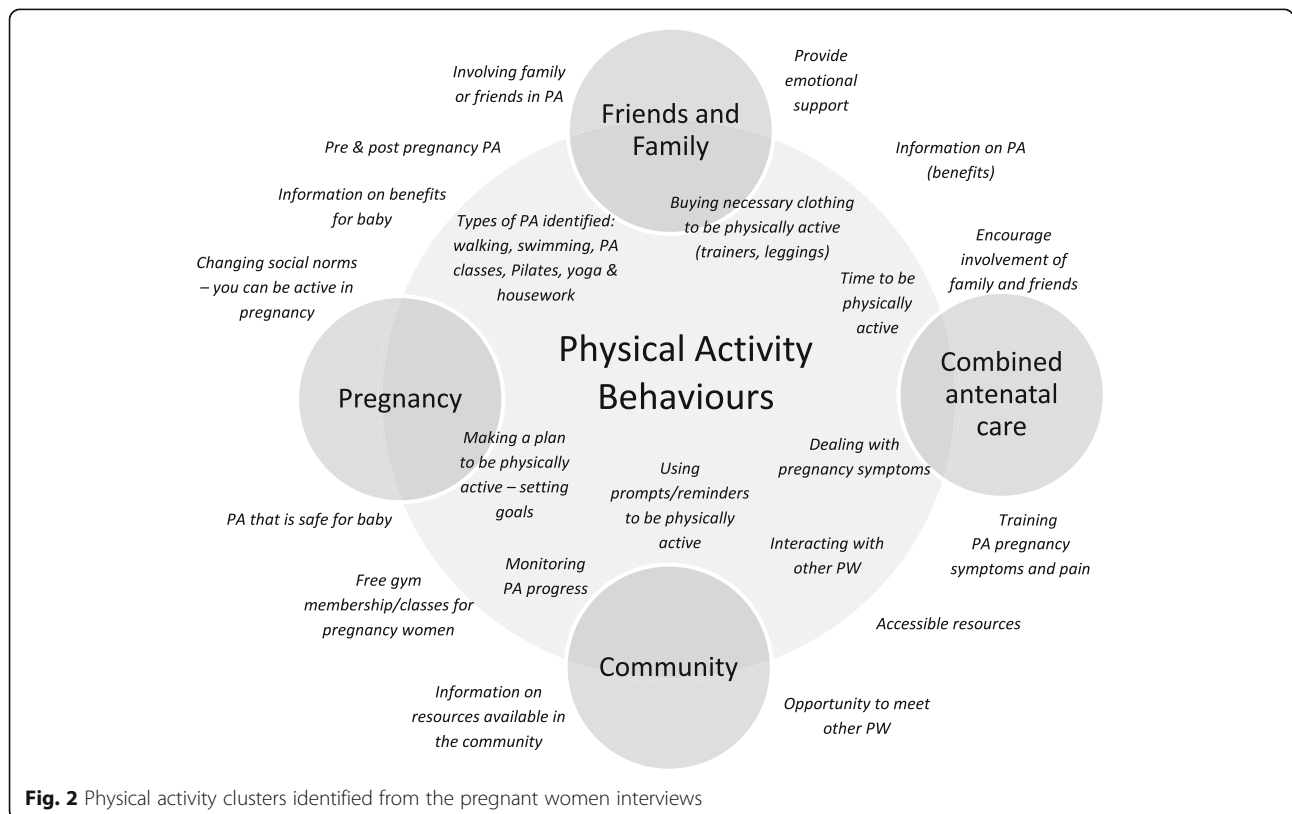 Provide
emotional
support
Involving family
or friends in PA
Friends and
Family
Pre & post pregnancy PA
Information on PA
(benefits)
Information on benefits
for baby
Buying necessary clothing
to be physically active
(trainers, leggings)
Types of PA identified:
walking, swimming, PA
classes, Pilates, yoga &
housework
Encourage
involvement of
family and friends
Changing social norms
– you can be active in
pregnancy
Time to be
physically
active
Physical Activity
Behaviours
Combined
antenatal
care
Pregnancy
Making a plan
to be physically
active – setting
goals
Dealing with
pregnancy symptoms
Using
prompts/reminders
to be physically
active
PA that is safe for baby
Training
PA pregnancy
symptoms and pain
Interacting with
other PW
Monitoring
PA progress
Free gym
membership/classes for
pregnancy women
Accessible resources
Community
Information on
resources available in
the community
Opportunity to meet
other PW
Fig. 2 Physical activity clusters identified from the pregnant women interviews